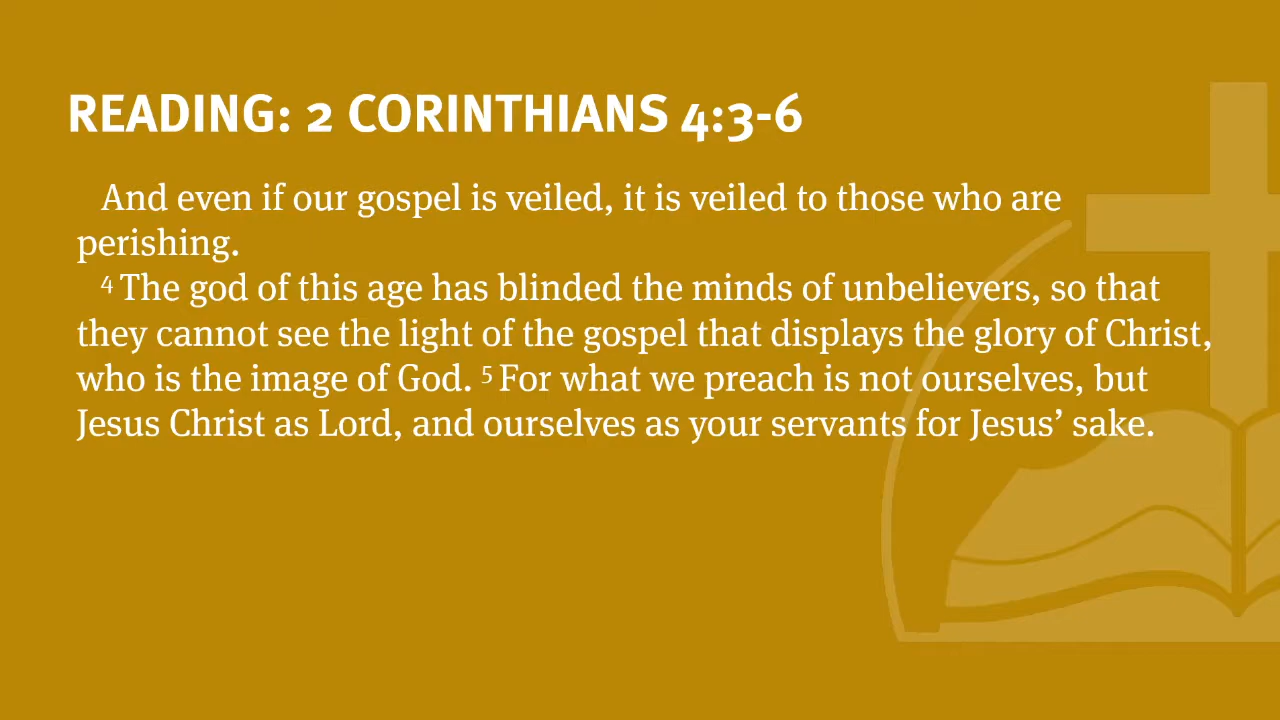 READING: 2 CORINTHIANS 4:3-6
And even if our gospel is veiled, it is veiled to those who are
perishing.
⁴ The god of this age has blinded the minds of unbelievers, so that
they cannot see the light of the gospel that displays the glory of Christ,
who is the image of God. ⁵ For what we preach is not ourselves, but
Jesus Christ as Lord, and ourselves as your servants for Jesus’ sake.